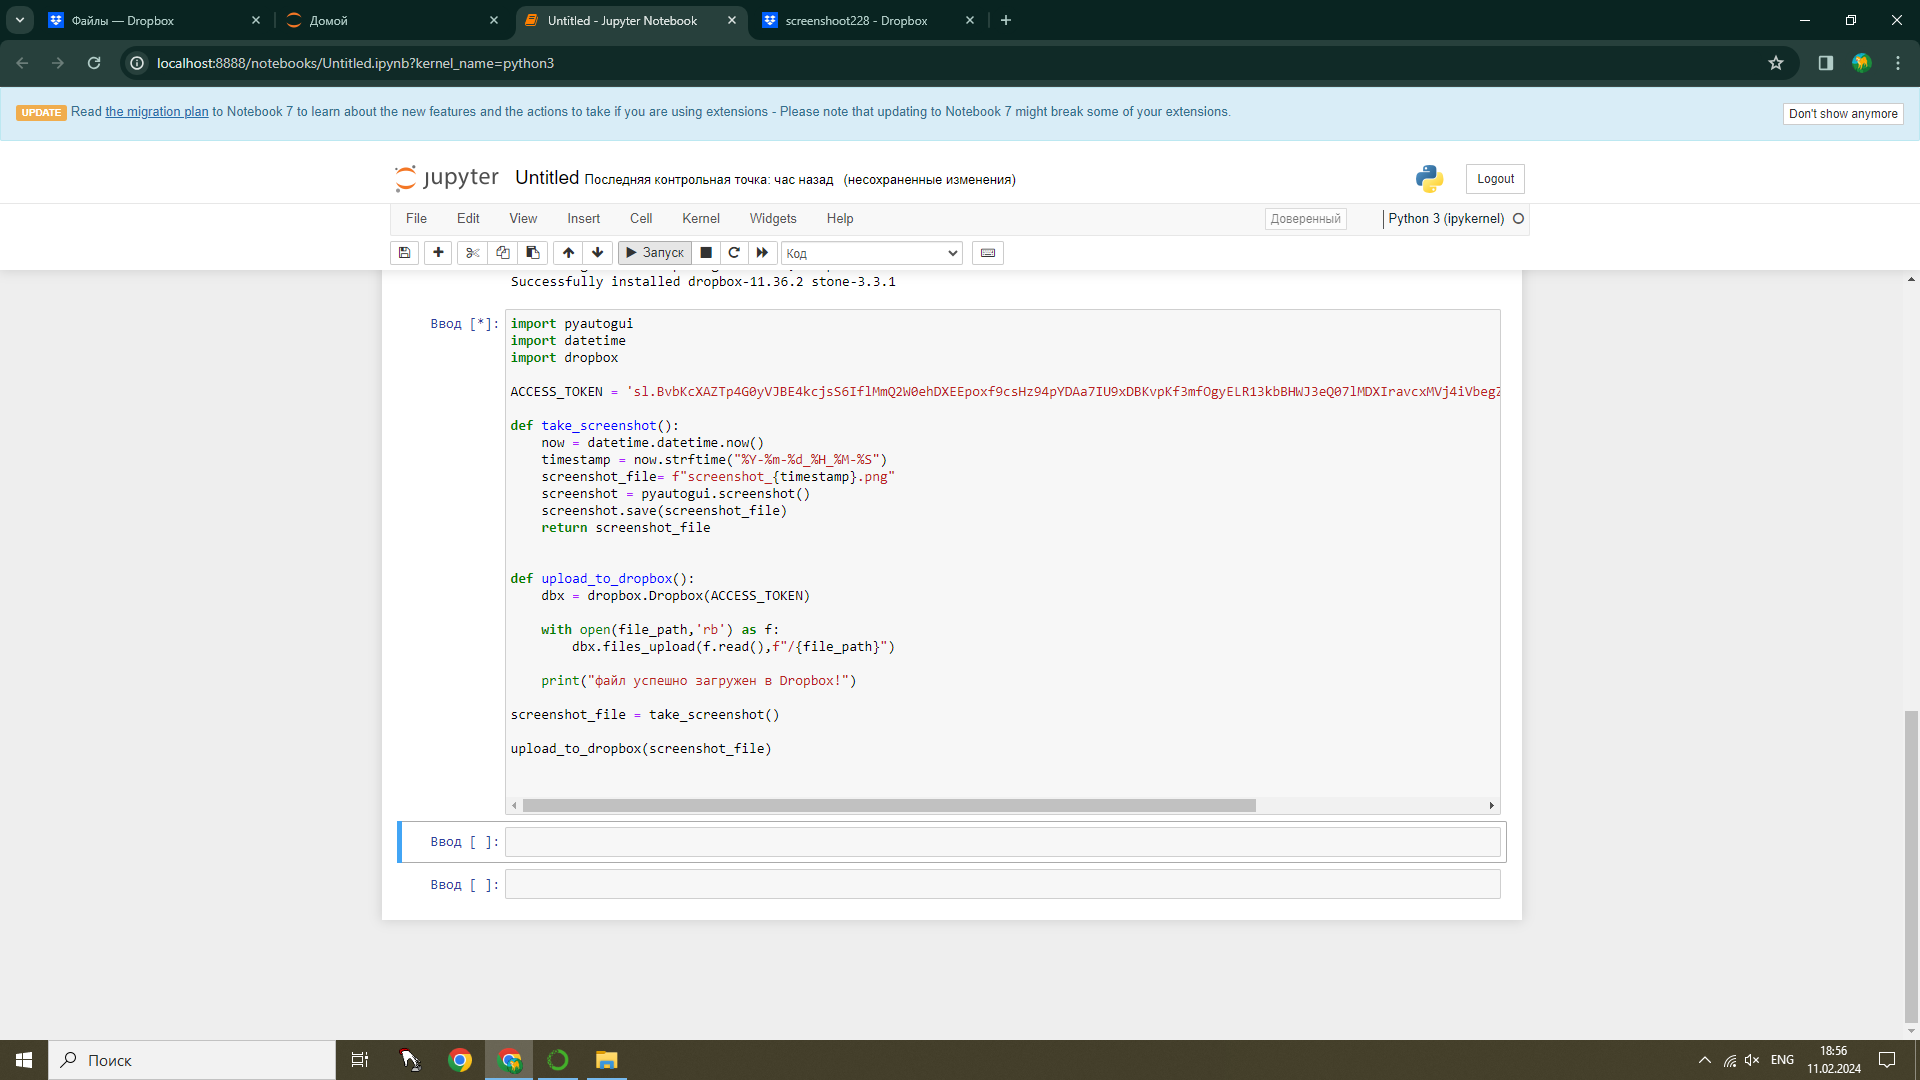 Файлы — Dropbox
Домой
Untitled - Jupyter Notebook
screenshoot228 - Dropbox
localhost:8888/notebooks/Untitled.ipynb?kernel_name=python3
UPDATE Read the migration plan to Notebook 7 to learn about the new features and the actions to take if you are using extensions - Please note that updating to Notebook 7 might break some of your extensions.
Don't show anymore
jupyter Untitled Последняя контрольная точка: час назад (несохраненные изменения)
Logout
File Edit View Insert Cell Kernel Widgets Help
Доверенный
Python 3 (ipykernel)
Запуск
Код
Successfully installed dropbox-11.36.2 stone-3.3.1
Ввод [*]:
import pyautogui
import datetime
import dropbox
ACCESS_TOKEN = 'sl.
def take_screenshot():
now = datetime.datetime.now()
timestamp = now.strftime("%Y-%m-%d_%H_%M-%S")
screenshot_file= f"screenshot_{timestamp}.png"
screenshot = pyautogui.screenshot()
screenshot.save(screenshot_file)
return screenshot_file
def upload_to_dropbox():
dbx = dropbox.Dropbox(ACCESS_TOKEN)
with open(file_path,'rb') as f:
dbx.files_upload(f.read(),f"/{file_path}")
print("файл успешно загружен в Dropbox!")
screenshot_file = take_screenshot()
upload_to_dropbox(screenshot_file)
Ввод [ ]:
Ввод [ ]:
Поиск
ENG
18:56
11.02.2024